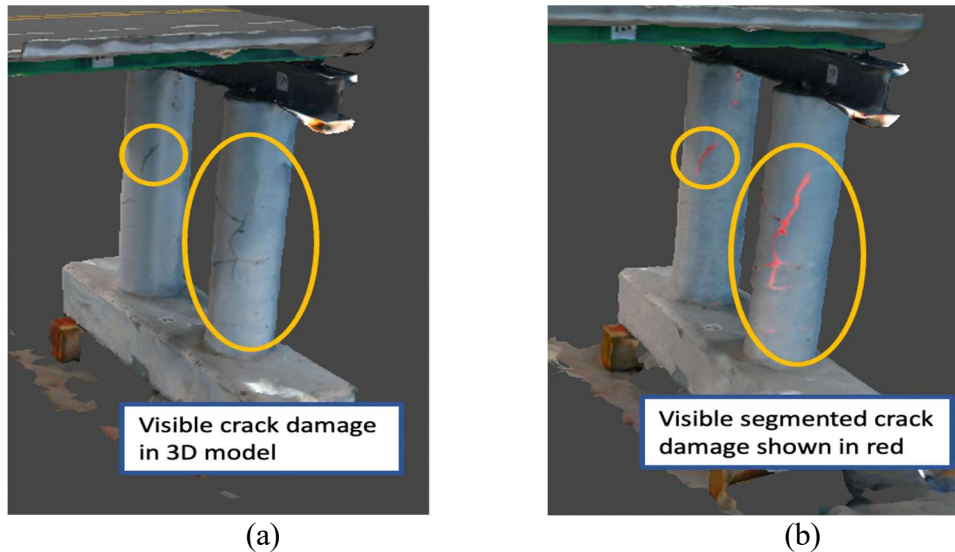 Visible crack damage
in 3D model
Visible segmented crack
damage shown in red
(a)
(b)